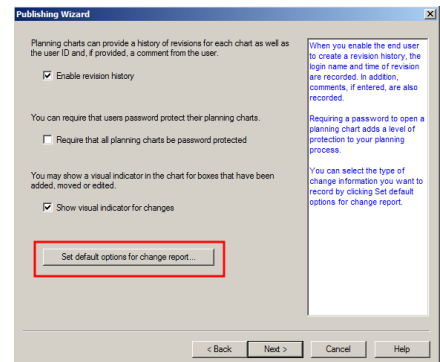 Publishing Wizard
Planning charts can provide a history of revisions for each chart as well as
the user ID and, if provided, a comment from the user.
Enable revision history
You can require that users password protect their planning charts.
Require that all planning charts be password protected
You may show a visual indicator in the chart for boxes that have been
added, moved or edited.
Show visual indicator for changes
Set default options for change report...
When you enable the end user
to create a revision history, the
login name and time of revision
are recorded. In addition,
comments, if entered, are also
recorded.
Requiring a password to open a
planning chart adds a level of
protection to your planning
process.
You can select the type of
change information you want to
record by clicking Set default
options for change report.
< Back
Next >
Cancel
Help